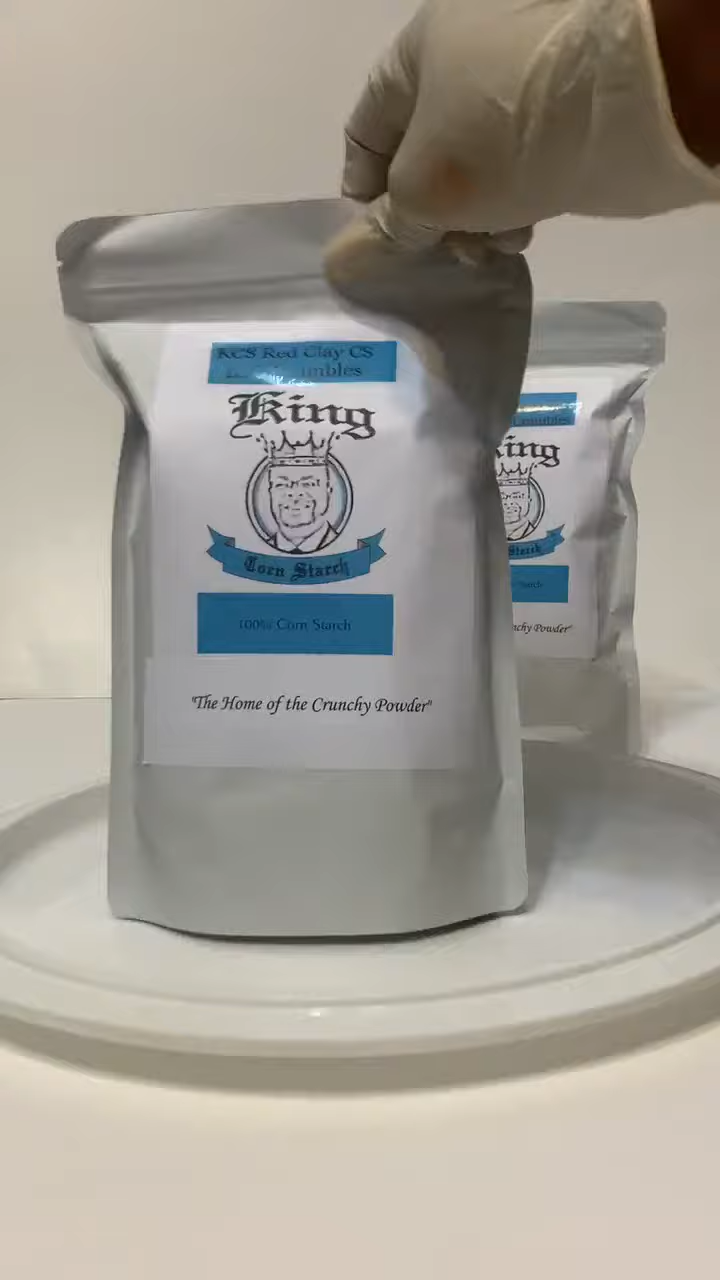 KCS Red Clay CS
King
Corn Starch
100% Corn Starch
"The Home of the Crunchy Powder"
King
Starch
Starch
Crunchy Powder"